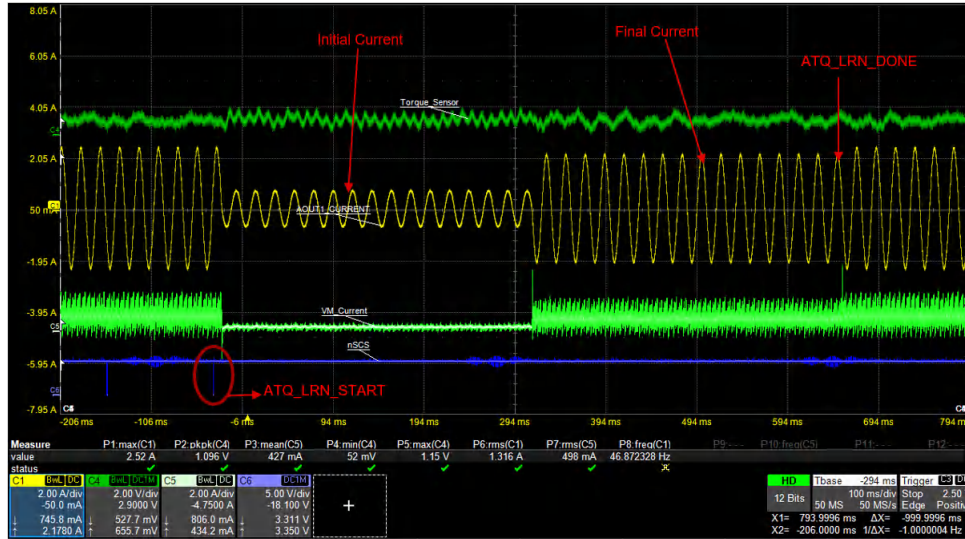 8.05 A
Initial Current
Final Current
6.05 A
ATQ_LRN_DONE
4.05 A
Torque_Sensor
C4
2.05 A
C1
50 mA
AOUT1_CURRENT
-1.95 A
-3.95 A
VM_Current
C5
nSCS
-5.95 A
ATQ_LRN_START
C6
-7.95 A
-206 ms -106 ms -6 ms 94 ms 194 ms 294 ms 394 ms 494 ms 594 ms 694 ms 794 ms
Measure P1:max(C1) P2:pkpk(C4) P3:mean(C5) P4:min(C4) P5:max(C4) P6:rms(C1) P7:rms(C5) P8:freq(C1) P9:--- P10:freq(C5) P11:--- P12:---
value 2.52 A 1.096 V 427 mA 52 mV 1.15 V 1.316 A 498 mA 46.872328 Hz
status
C1 BwL DC C4 BwL DC1M C5 BwL DC C6 DC1M HD Tbase -294 ms Trigger C3
2.00 A/div 2.00 V/div 2.00 A/div 5.00 V/div 12 Bits 100 ms/div Stop 2.50
-50.0 mA 2.9000 V -4.7500 A -18.100 V 50 MS 50 MS/s Edge Positi
745.8 mA 527.7 mV 806.0 mA 3.311 V X1= 793.9996 ms ΔX= -999.9996 ms
2.1780 A 655.7 mV 434.2 mA 3.350 V X2= -206.0000 ms 1/ΔX= -1.0000004 Hz